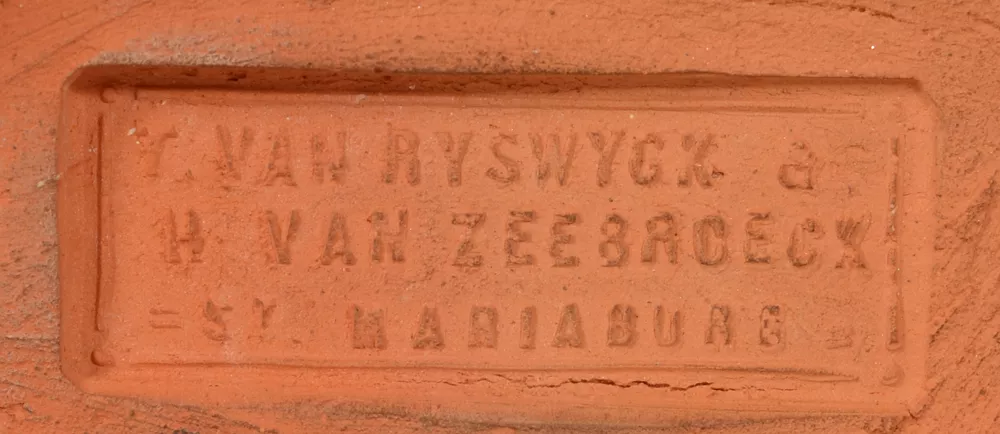 T. VAN RYSWYCK &
H VAN ZEEBROECK
= ST. MARIABURG =